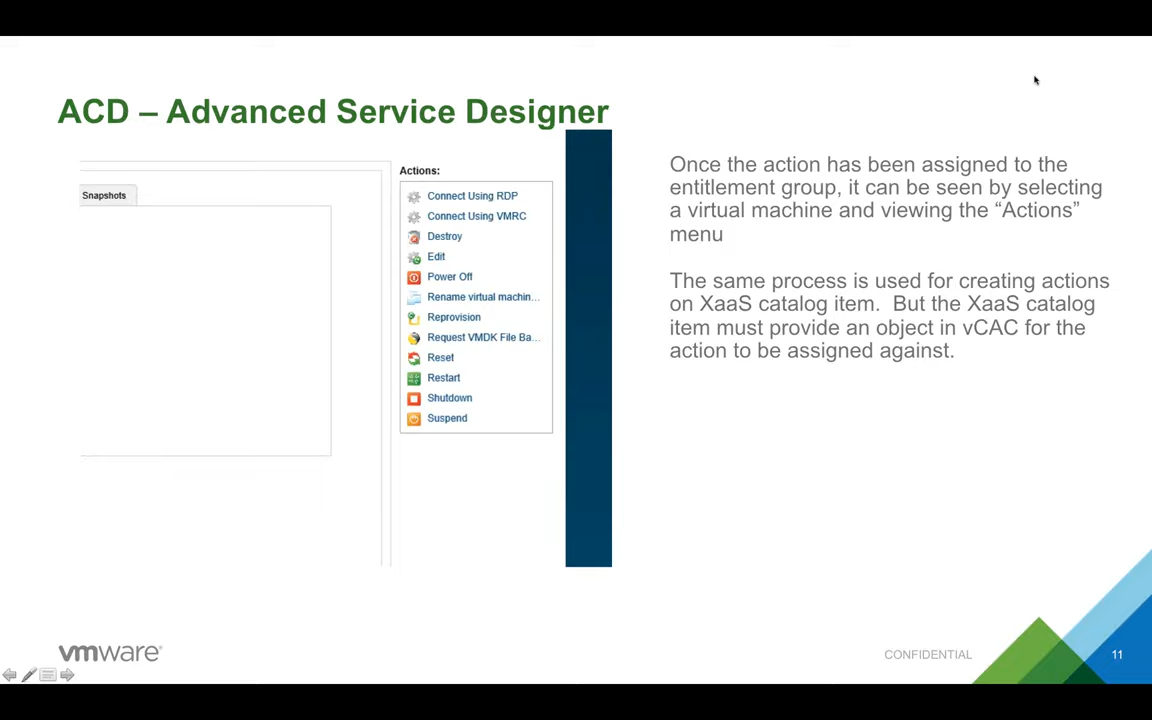 ACD – Advanced Service Designer
Snapshots
Actions:
Connect Using RDP
Connect Using VMRC
Destroy
Edit
Power Off
Rename virtual machin...
Reprovision
Request VMDK File Ba...
Reset
Restart
Shutdown
Suspend
Once the action has been assigned to the
entitlement group, it can be seen by selecting
a virtual machine and viewing the “Actions”
menu
The same process is used for creating actions
on XaaS catalog item.  But the XaaS catalog
item must provide an object in vCAC for the
action to be assigned against.
vmware
CONFIDENTIAL
11